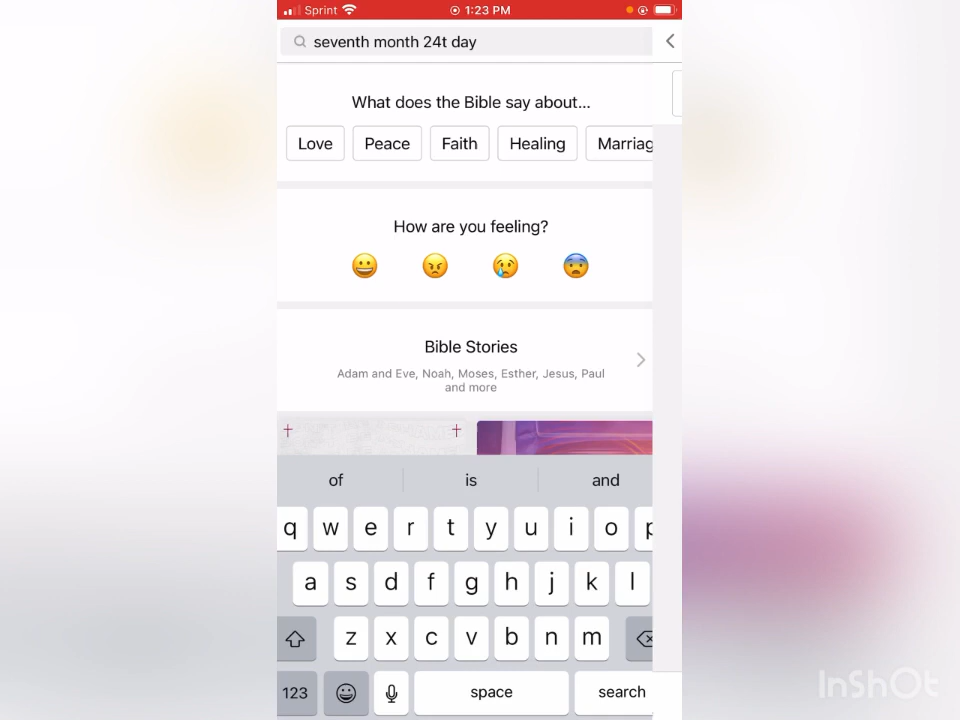 Sprint 1:23 PM
seventh month 24t day
What does the Bible say about...
Love Peace Faith Healing Marriag
How are you feeling?
Bible Stories
Adam and Eve, Noah, Moses, Esther, Jesus, Paul
and more
of is and
q w e r t y u i o p
a s d f g h j k l
z x c v b n m
123 space search
InShOt